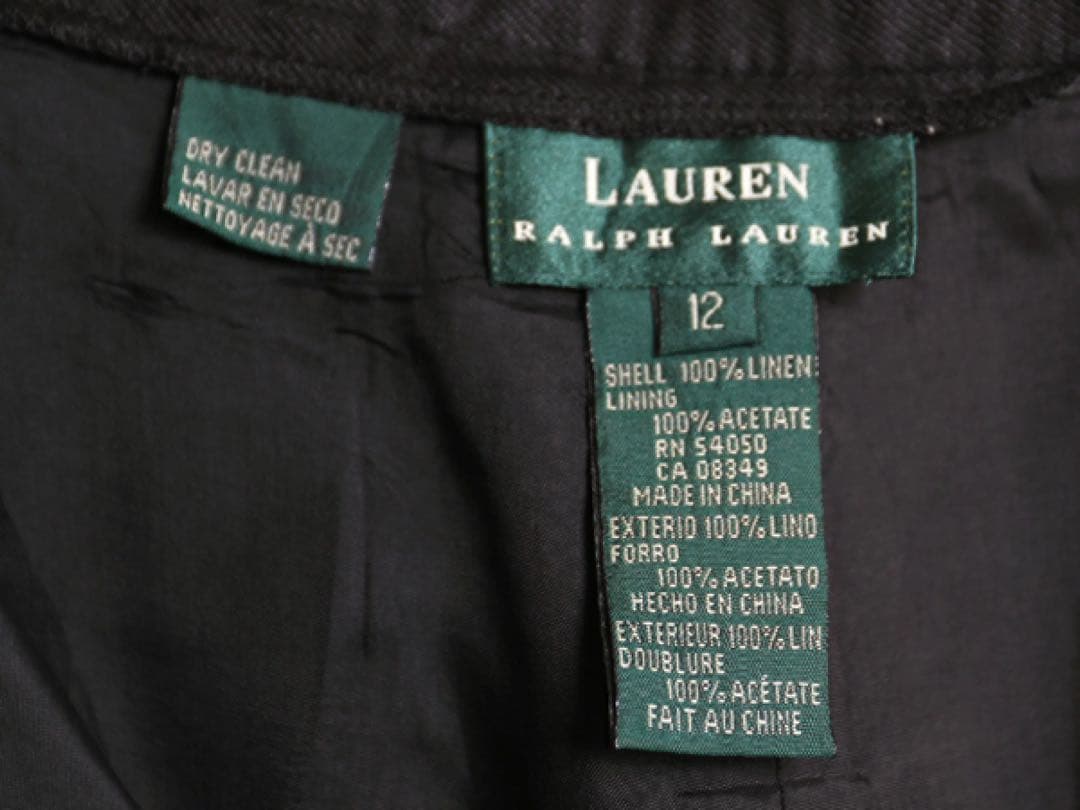 DRY CLEAN
LAVAR EN SECO
NETTOYAGE À SEC
LAUREN
RALPH LAUREN
12
SHELL 100% LINEN
LINING
100% ACETATE
RN 54050
CA 08349
MADE IN CHINA
EXTERIO 100% LINO
FORRO
100% ACETATO
HECHO EN CHINA
EXTERIEUR 100% LIN
DOUBLURE
100% ACÉTATE
FAIT AU CHINE